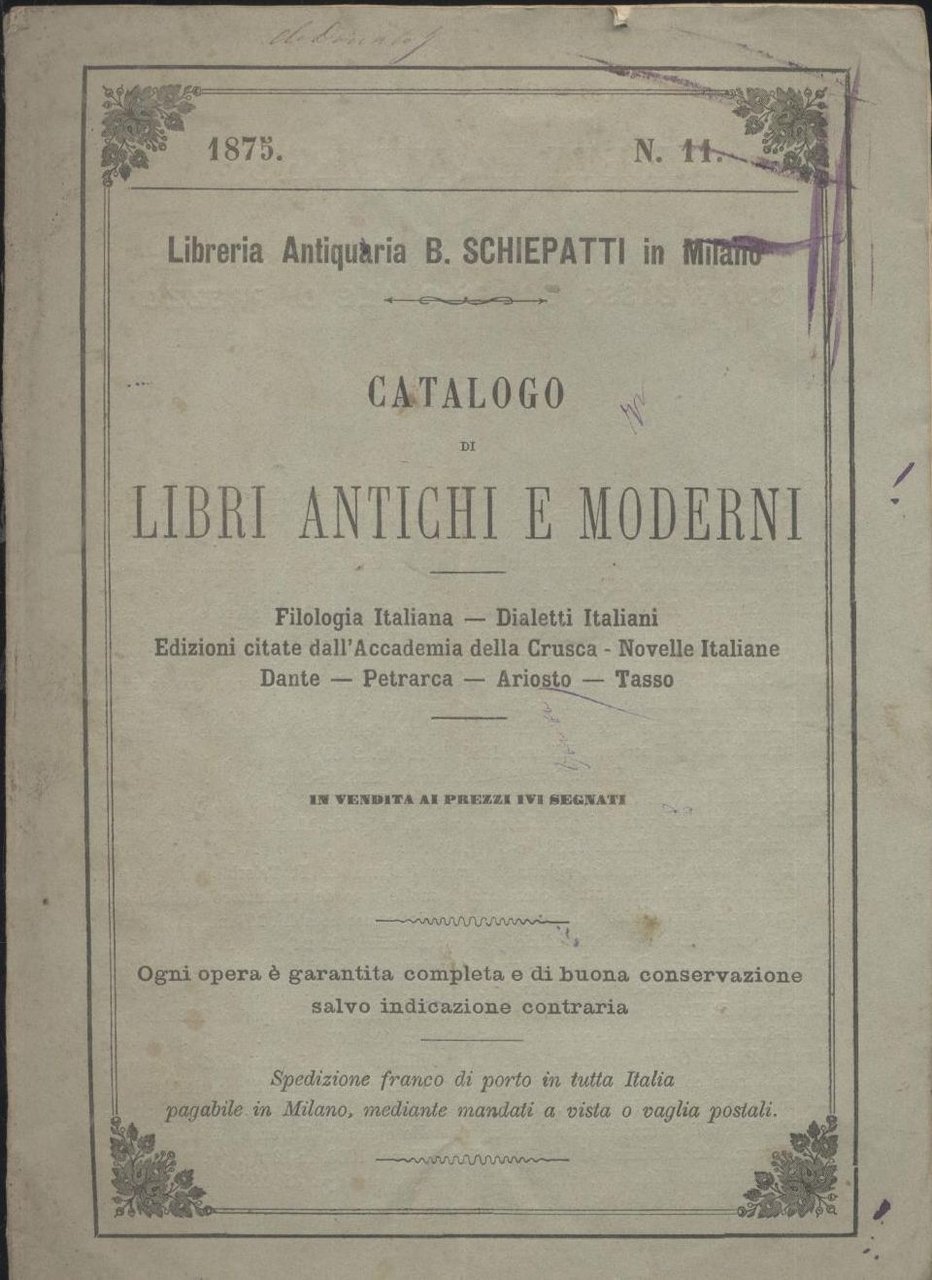 1875. N. 11.
Libreria Antiquaria B. SCHIEPATTI in Milano
CATALOGO
DI
LIBRI ANTICHI E MODERNI
Filologia Italiana — Dialetti Italiani
Edizioni citate dall'Accademia della Crusca - Novelle Italiane
Dante — Petrarca — Ariosto — Tasso
IN VENDITA AI PREZZI IVI SEGNATI
Ogni opera è garantita completa e di buona conservazione
salvo indicazione contraria
Spedizione franco di porto in tutta Italia
pagabile in Milano, mediante mandati a vista o vaglia postali.